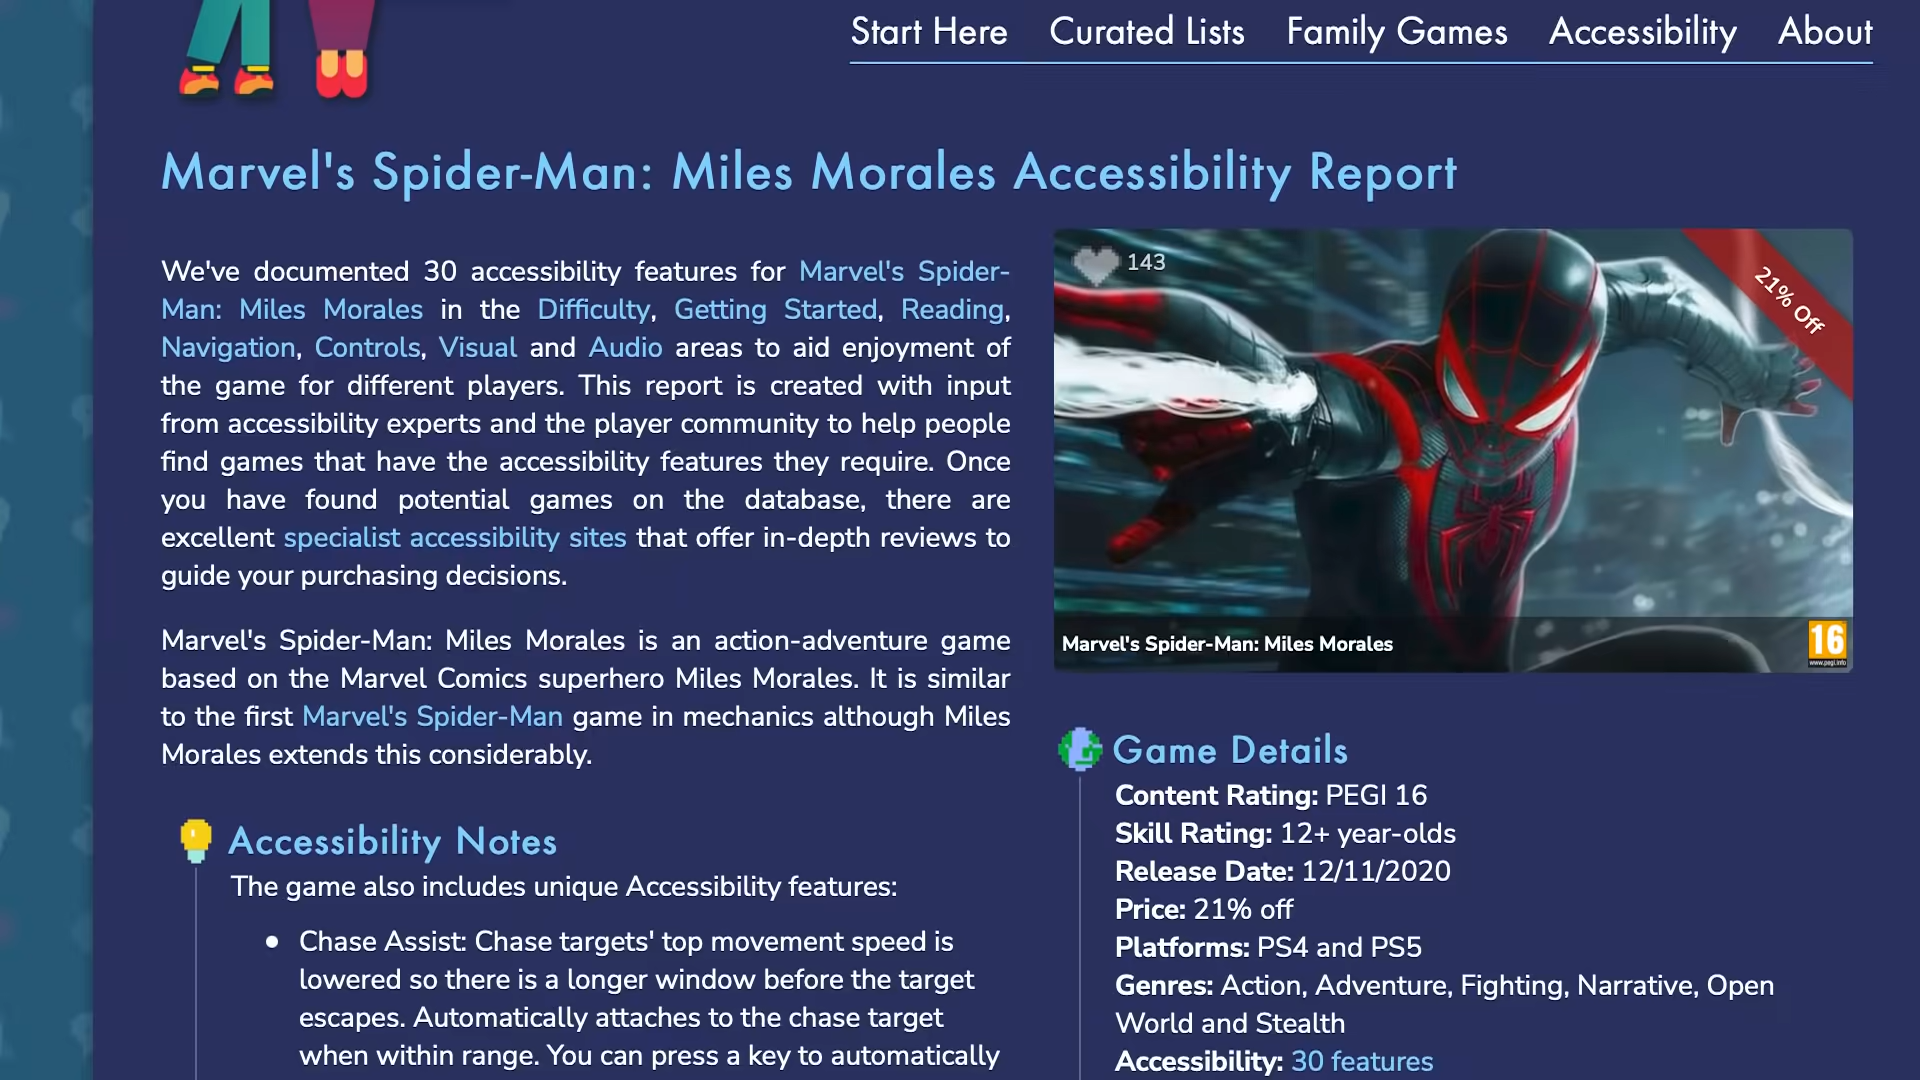 Start Here Curated Lists Family Games Accessibility About
Marvel's Spider-Man: Miles Morales Accessibility Report
We've documented 30 accessibility features for Marvel's Spider-
Man: Miles Morales in the Difficulty, Getting Started, Reading,
Navigation, Controls, Visual and Audio areas to aid enjoyment of
the game for different players. This report is created with input
from accessibility experts and the player community to help people
find games that have the accessibility features they require. Once
you have found potential games on the database, there are
excellent specialist accessibility sites that offer in-depth reviews to
guide your purchasing decisions.
Marvel's Spider-Man: Miles Morales is an action-adventure game
based on the Marvel Comics superhero Miles Morales. It is similar
to the first Marvel's Spider-Man game in mechanics although Miles
Morales extends this considerably.
Accessibility Notes
The game also includes unique Accessibility features:
• Chase Assist: Chase targets' top movement speed is
lowered so there is a longer window before the target
escapes. Automatically attaches to the chase target
when within range. You can press a key to automatically
143
21% Off
Marvel's Spider-Man: Miles Morales
16
www.pegi.info
Game Details
Content Rating: PEGI 16
Skill Rating: 12+ year-olds
Release Date: 12/11/2020
Price: 21% off
Platforms: PS4 and PS5
Genres: Action, Adventure, Fighting, Narrative, Open
World and Stealth
Accessibility: 30 features